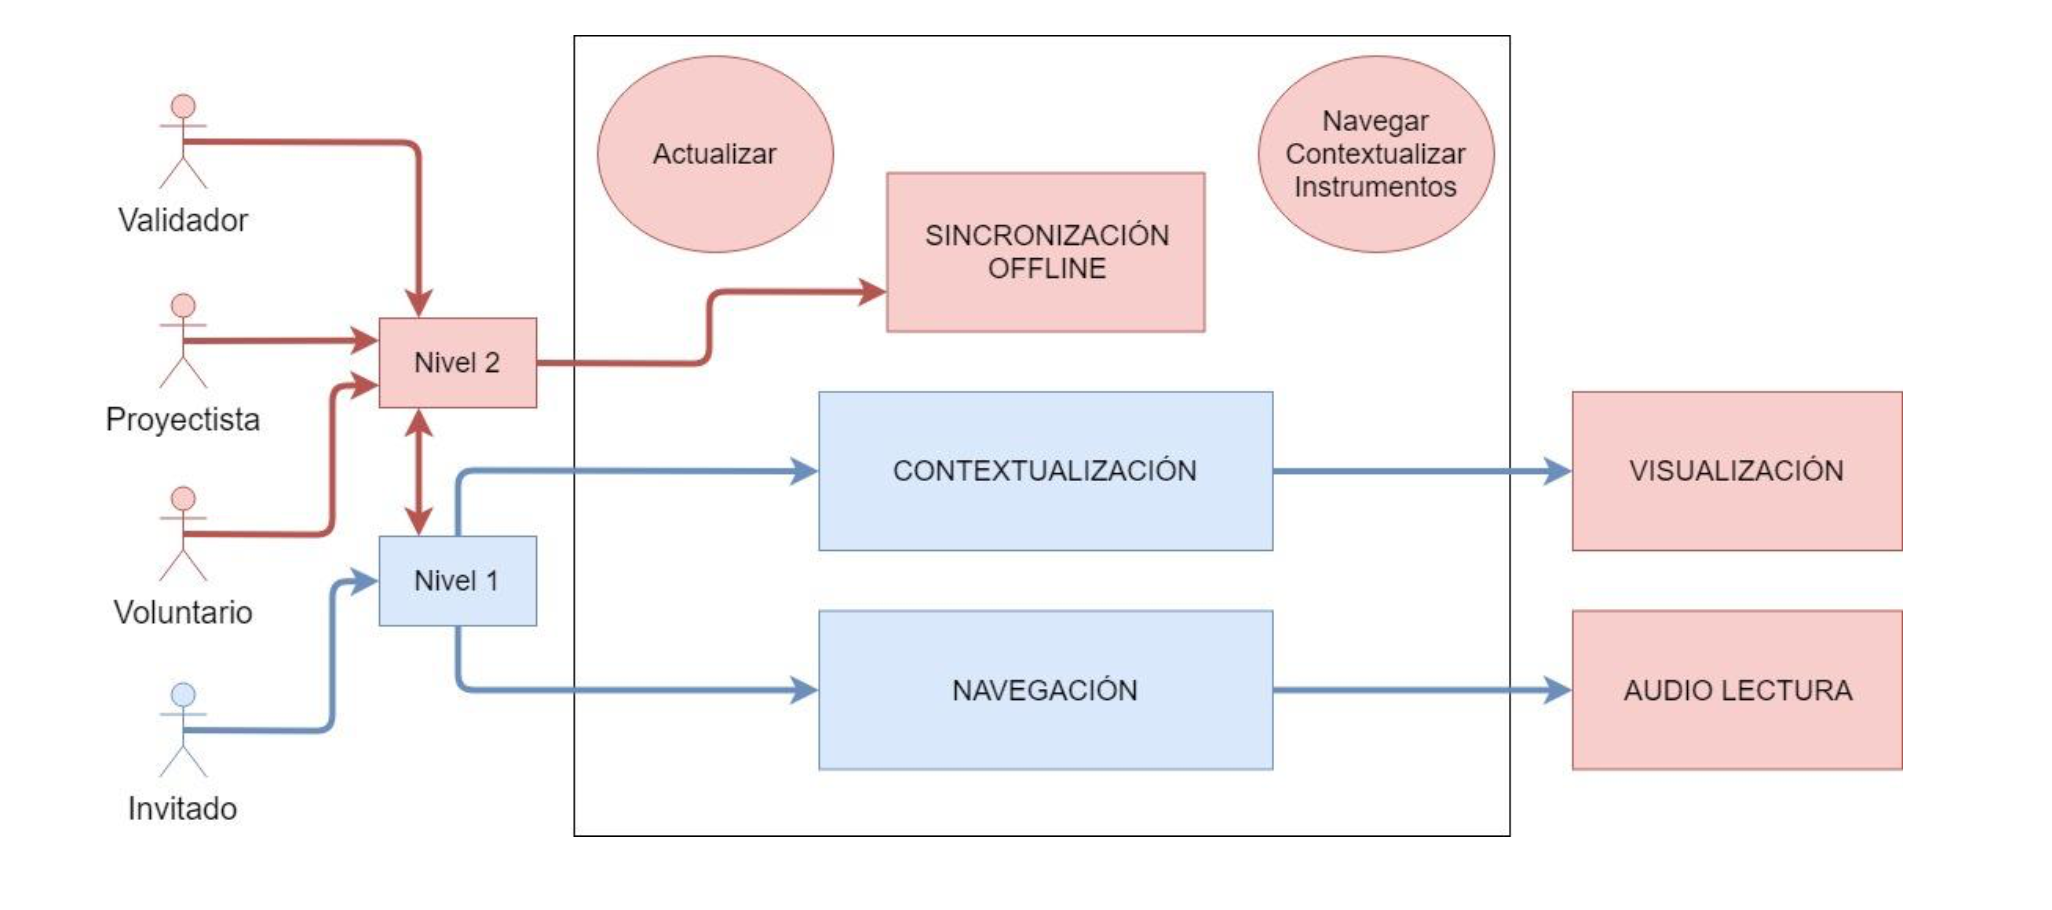 Validador
Proyectista
Voluntario
Invitado
Nivel 2
Nivel 1
Actualizar
SINCRONIZACIÓN
OFFLINE
Navegar
Contextualizar
Instrumentos
CONTEXTUALIZACIÓN
VISUALIZACIÓN
NAVEGACIÓN
AUDIO LECTURA